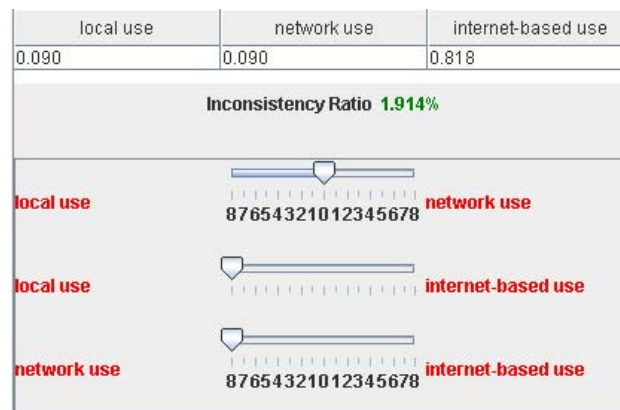 local use network use internet-based use
0.090 0.090 0.818
Inconsistency Ratio 1.914%
local use network use
87654321012345678
local use internet-based use
network use internet-based use
87654321012345678